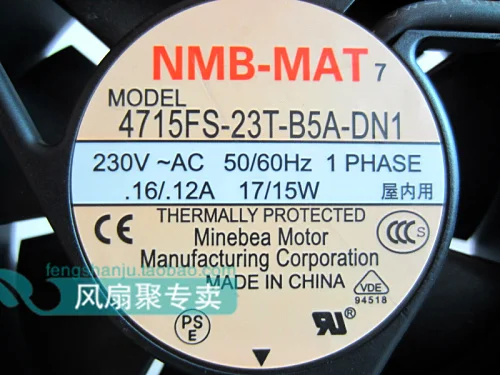 NMB-MAT 7
MODEL
4715FS-23T-B5A-DN1
230V ~AC 50/60Hz 1 PHASE
.16/.12A 17/15W 屋内用
THERMALLY PROTECTED
Minebea Motor
Manufacturing Corporation
MADE IN CHINA
CE
CCC S
fengshanju.taobao.com
风扇聚专卖
VDE
94518
PS
E
RU